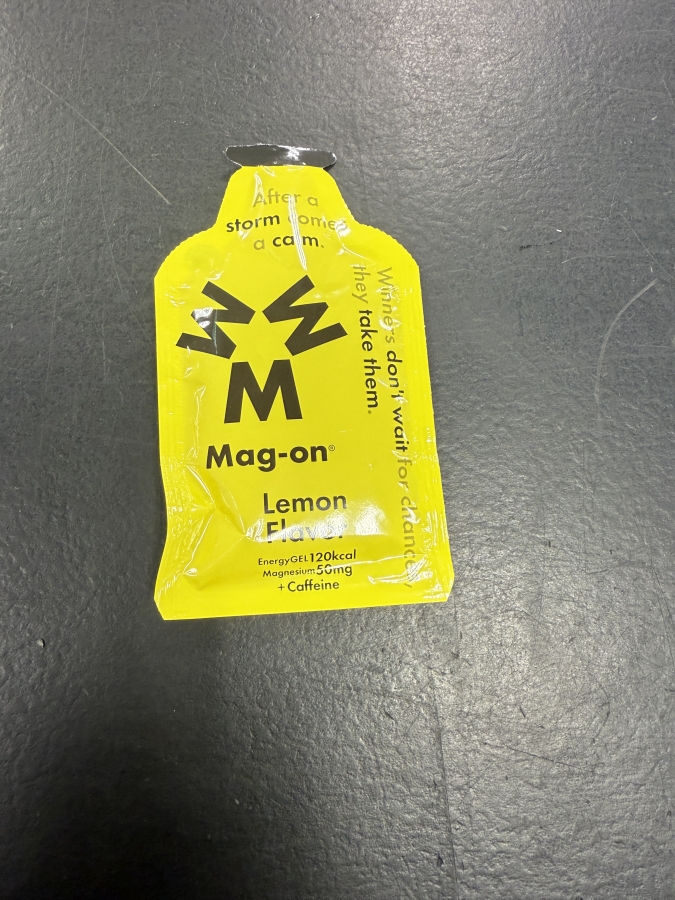 After a
storm comes
a calm.
Winners don't wait for chances,
they take them.
M M
M
Mag-on®
Lemon
Flavor
EnergyGEL 120kcal
Magnesium 50mg
+ Caffeine